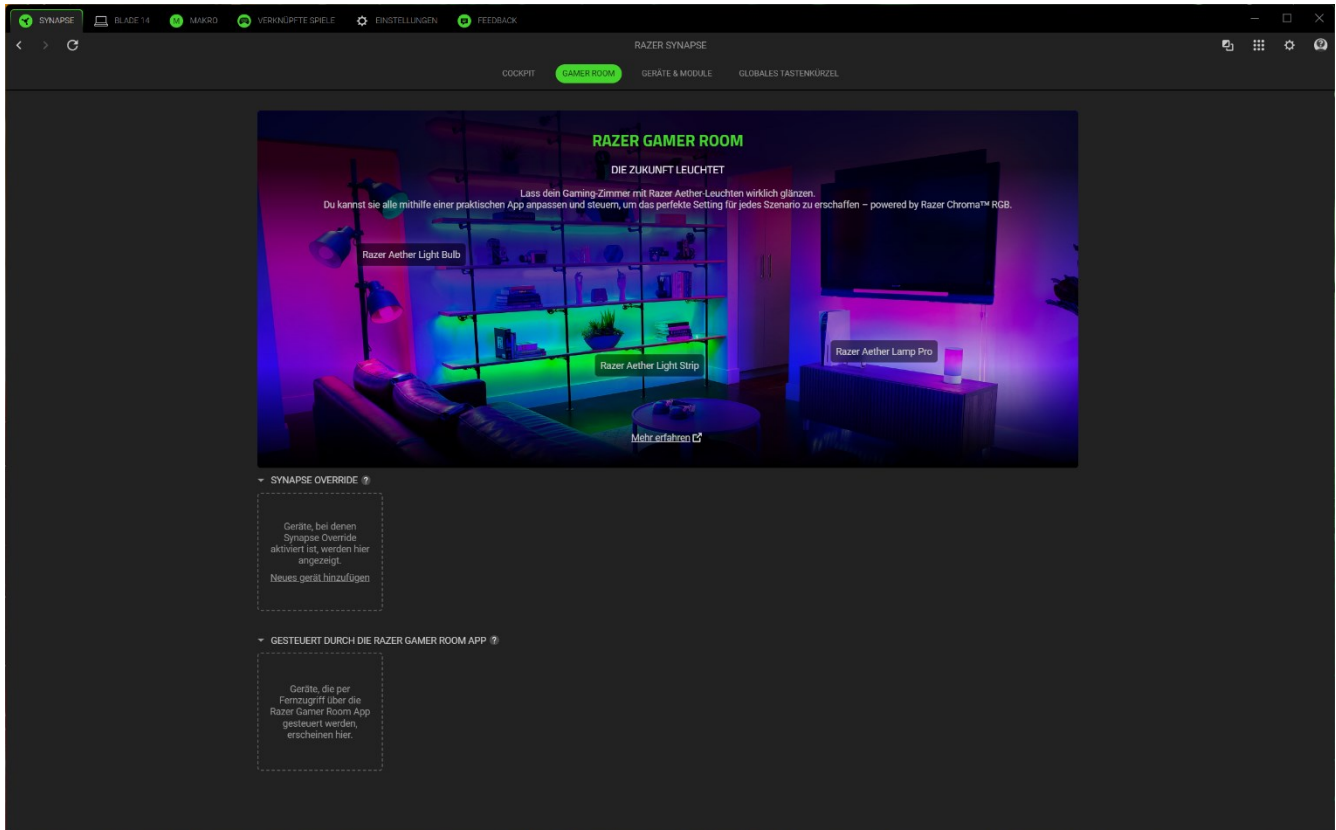 SYNAPSE
BLADE 14
M MAKRO
VERKNÜPFTE SPIELE
EINSTELLUNGEN
FEEDBACK
RAZER SYNAPSE
COCKPIT
GAMER ROOM
GERÄTE & MODULE
GLOBALES TASTENKÜRZEL
RAZER GAMER ROOM
DIE ZUKUNFT LEUCHTET
Lass dein Gaming-Zimmer mit Razer Aether-Leuchten wirklich glänzen.
Du kannst sie alle mithilfe einer praktischen App anpassen und steuern, um das perfekte Setting für jedes Szenario zu erschaffen – powered by Razer Chroma™ RGB.
Razer Aether Light Bulb
Razer Aether Lamp Pro
Razer Aether Light Strip
Mehr erfahren
SYNAPSE OVERRIDE ?
Geräte, bei denen
Synapse Override
aktiviert ist, werden hier
angezeigt.
Neues gerät hinzufügen
GESTEUERT DURCH DIE RAZER GAMER ROOM APP ?
Geräte, die per
Fernzugriff über die
Razer Gamer Room App
gesteuert werden,
erscheinen hier.